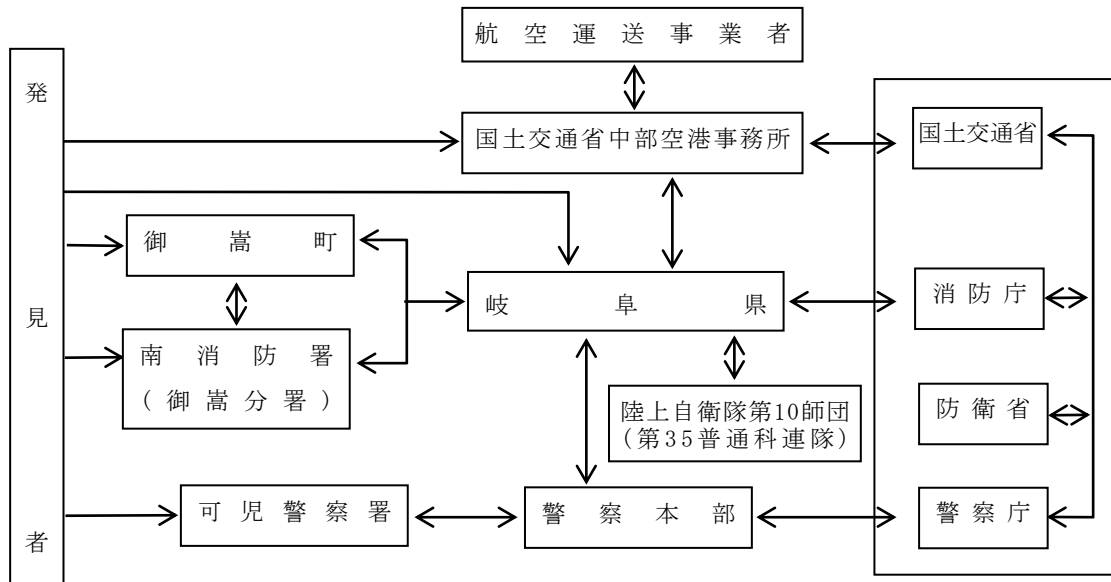 航空運送事業者
発見者
国土交通省中部空港事務所
国土交通省
御嵩町
岐阜県
消防庁
南消防署
(御嵩分署)
陸上自衛隊第10師団
(第35普通科連隊)
防衛省
可児警察署
警察本部
警察庁